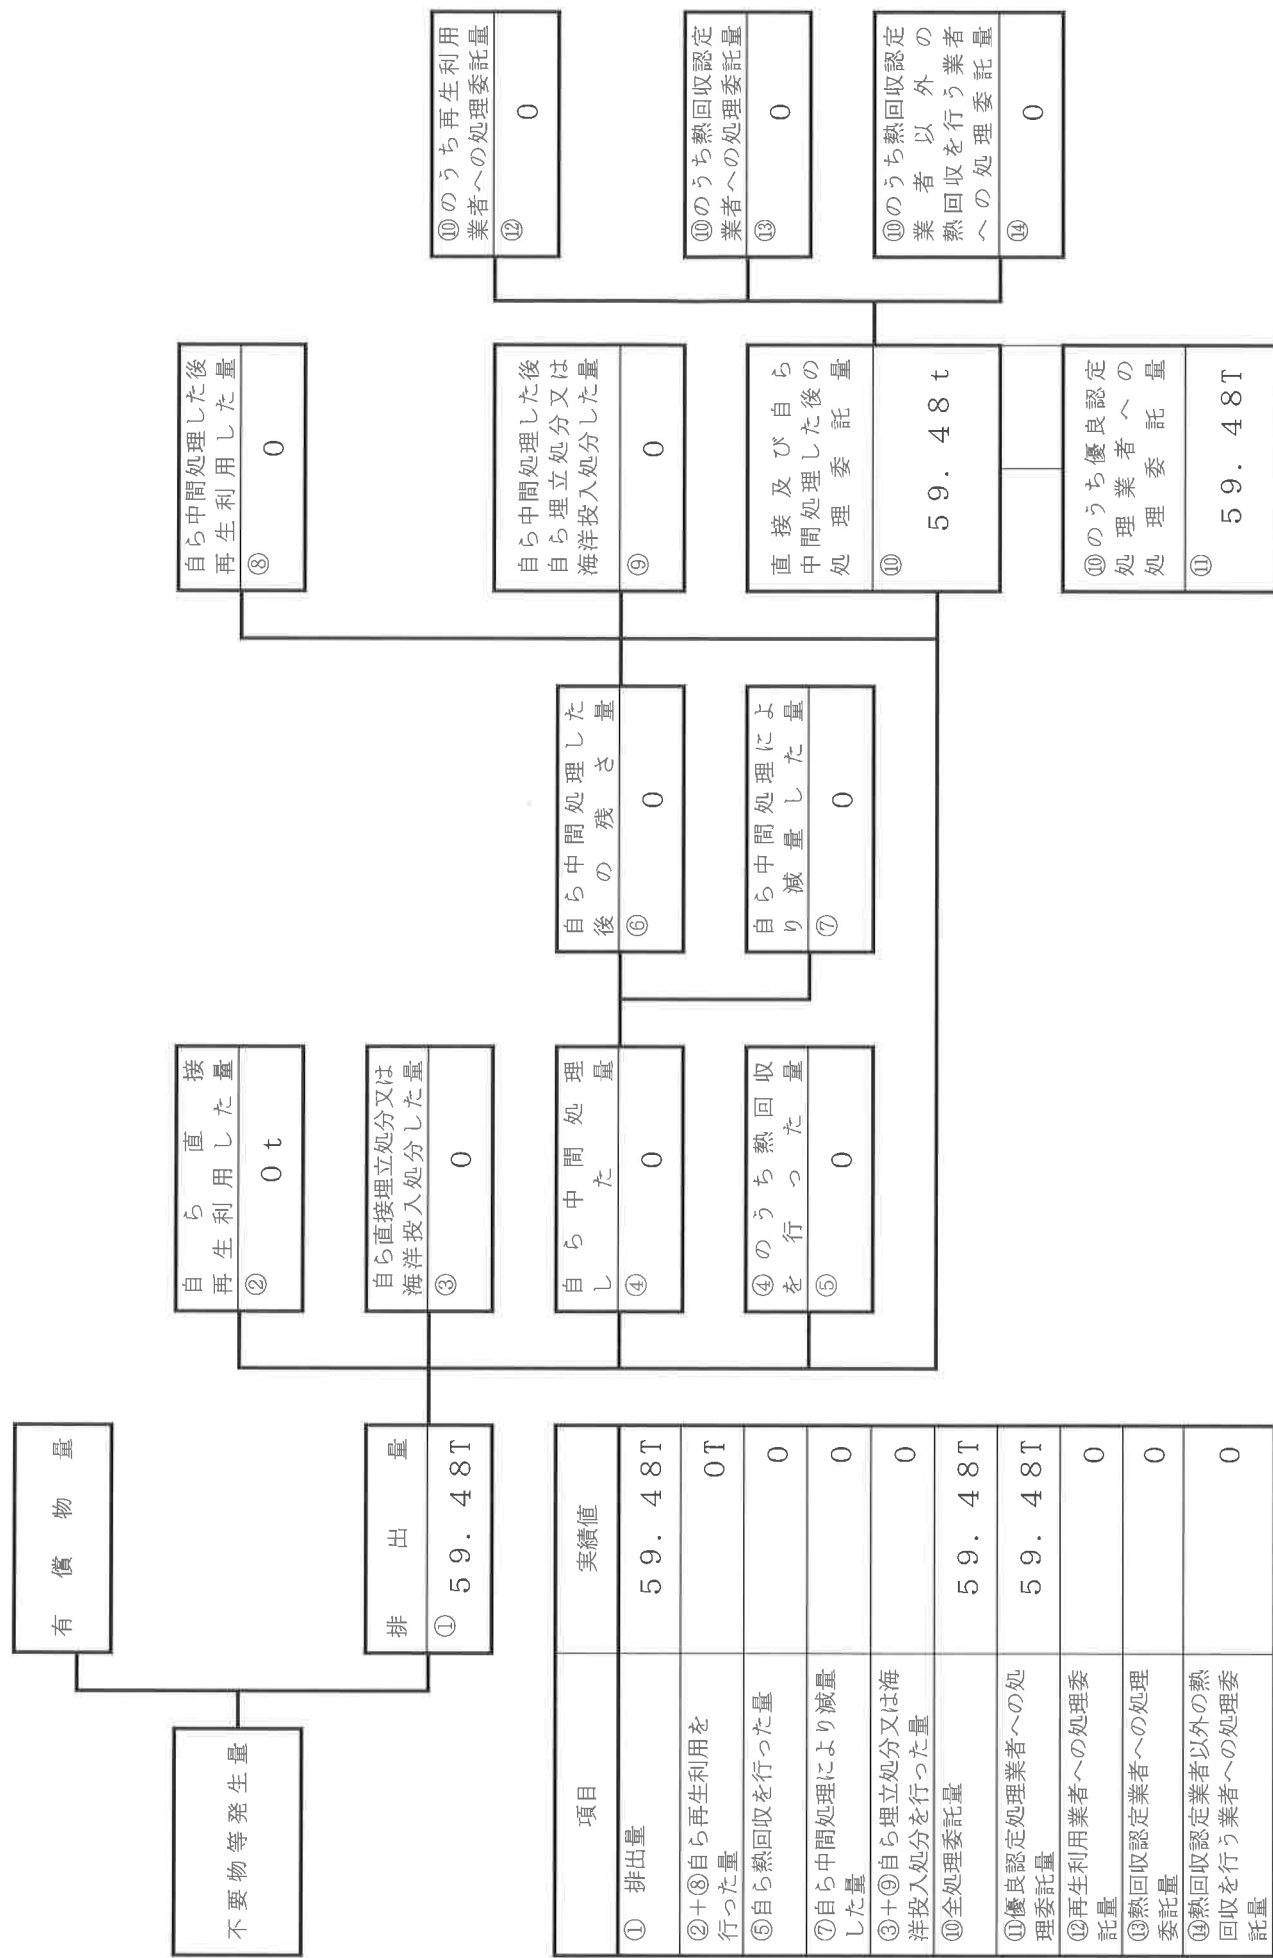 不要物等発生量
有償物量
排出量
① 59.48T
自ら直接
再生利用した量
② 0t
自ら直接埋立処分又は
海洋投入処分した量
③ 0
自ら中間処理
した量
④ 0
④のうち熱回収
を行った量
⑤ 0
自ら中間処理した
後の残さ量
⑥ 0
自ら中間処理によ
り減量した量
⑦ 0
自ら中間処理した後
再生利用した量
⑧ 0
自ら中間処理した後
自ら埋立処分又は
海洋投入処分した量
⑨ 0
直接及び自ら
中間処理した後の
処理委託量
⑩ 59.48t
⑩のうち優良認定
処理業者への
処理委託量
⑪ 59.48T
⑩のうち再生利用
業者への処理委託量
⑫ 0
⑩のうち熱回収認定
業者への処理委託量
⑬ 0
⑩のうち熱回収認定
業者以外の
熱回収を行う業者
への処理委託量
⑭ 0
項目 実績値
① 排出量 59.48T
②+⑧自ら再生利用を
行った量 0T
⑤自ら熱回収を行った量 0
⑦自ら中間処理により減量
した量 0
③+⑨自ら埋立処分又は海
洋投入処分を行った量 0
⑩全処理委託量 59.48T
⑪優良認定処理業者への処
理委託量 59.48T
⑫再生利用業者への処理委
託量 0
⑬熱回収認定業者への処理
委託量 0
⑭熱回収認定業者以外の熱
回収を行う業者への処理委
託量 0